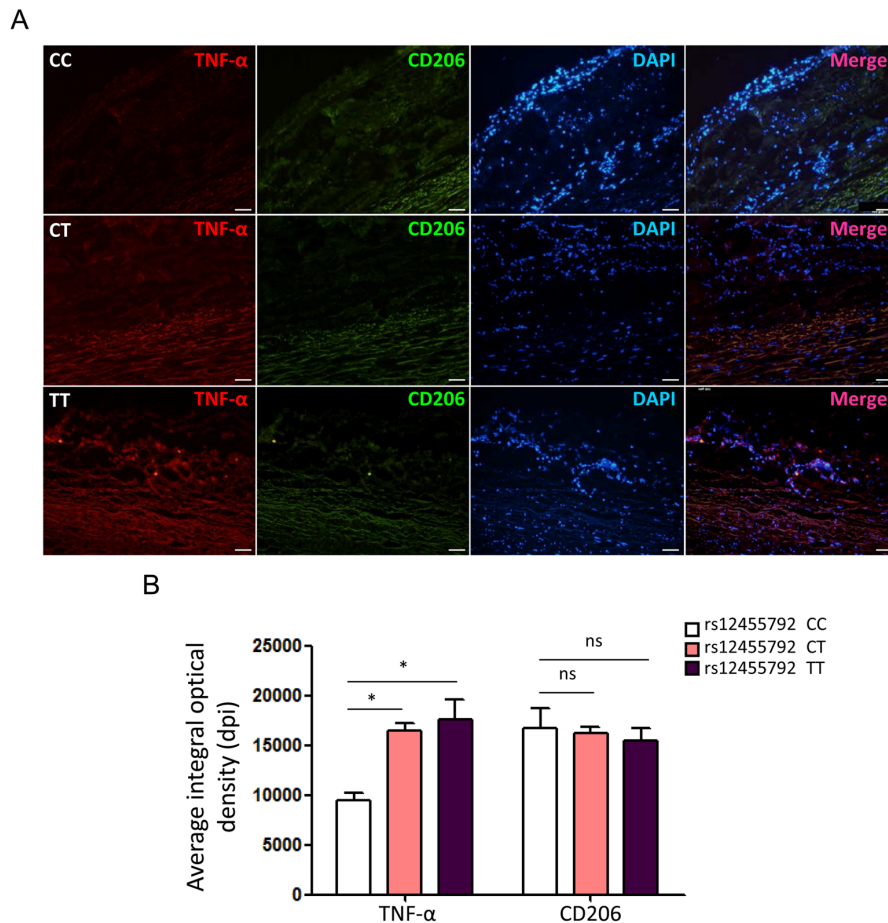 A
CC TNF-α CD206 DAPI Merge
CT TNF-α CD206 DAPI Merge
TT TNF-α CD206 DAPI Merge
B
rs12455792 CC
rs12455792 CT
rs12455792 TT
Average integral optical
density (dpi)
25000
20000
15000
10000
5000
0
*
*
ns
ns
TNF-α CD206